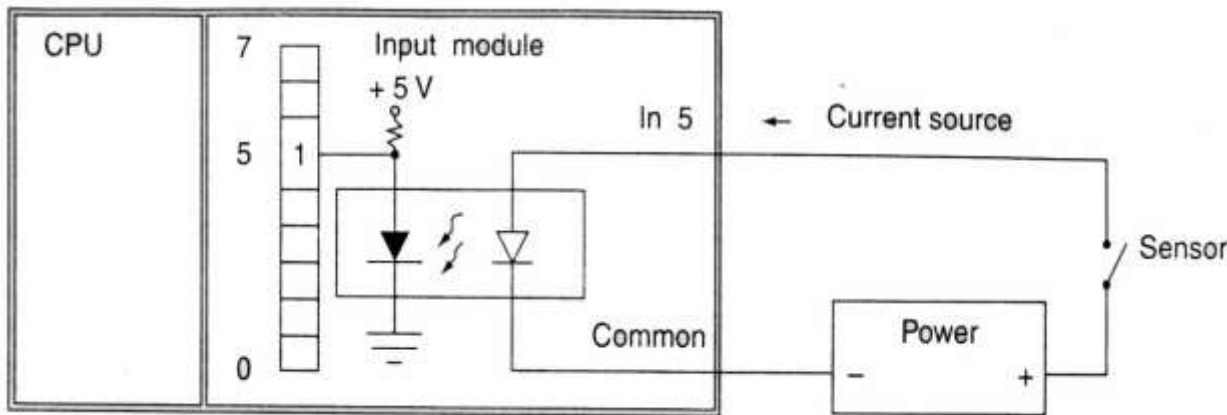 CPU
7
Input module
+ 5 V
In 5
← Current source
5
1
Sensor
Common
Power
0
- +